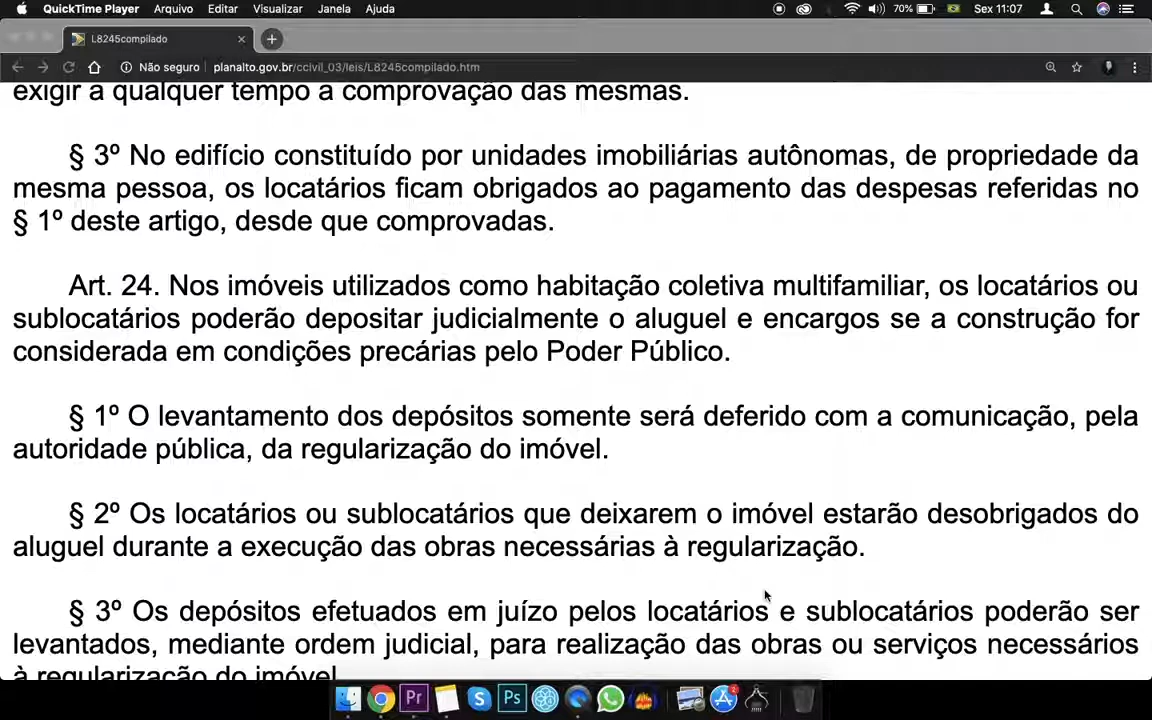 QuickTime Player Arquivo Editar Visualizar Janela Ajuda 70% Sex 11:07
L8245compilado
Não seguro planalto.gov.br/ccivil_03/leis/L8245compilado.htm
exigir a qualquer tempo a comprovação das mesmas.
§ 3º No edifício constituído por unidades imobiliárias autônomas, de propriedade da
mesma pessoa, os locatários ficam obrigados ao pagamento das despesas referidas no
§ 1º deste artigo, desde que comprovadas.
Art. 24. Nos imóveis utilizados como habitação coletiva multifamiliar, os locatários ou
sublocatários poderão depositar judicialmente o aluguel e encargos se a construção for
considerada em condições precárias pelo Poder Público.
§ 1º O levantamento dos depósitos somente será deferido com a comunicação, pela
autoridade pública, da regularização do imóvel.
§ 2º Os locatários ou sublocatários que deixarem o imóvel estarão desobrigados do
aluguel durante a execução das obras necessárias à regularização.
§ 3º Os depósitos efetuados em juízo pelos locatários e sublocatários poderão ser
levantados, mediante ordem judicial, para realização das obras ou serviços necessários
à regularização do imóvel.
Pr Ps 2